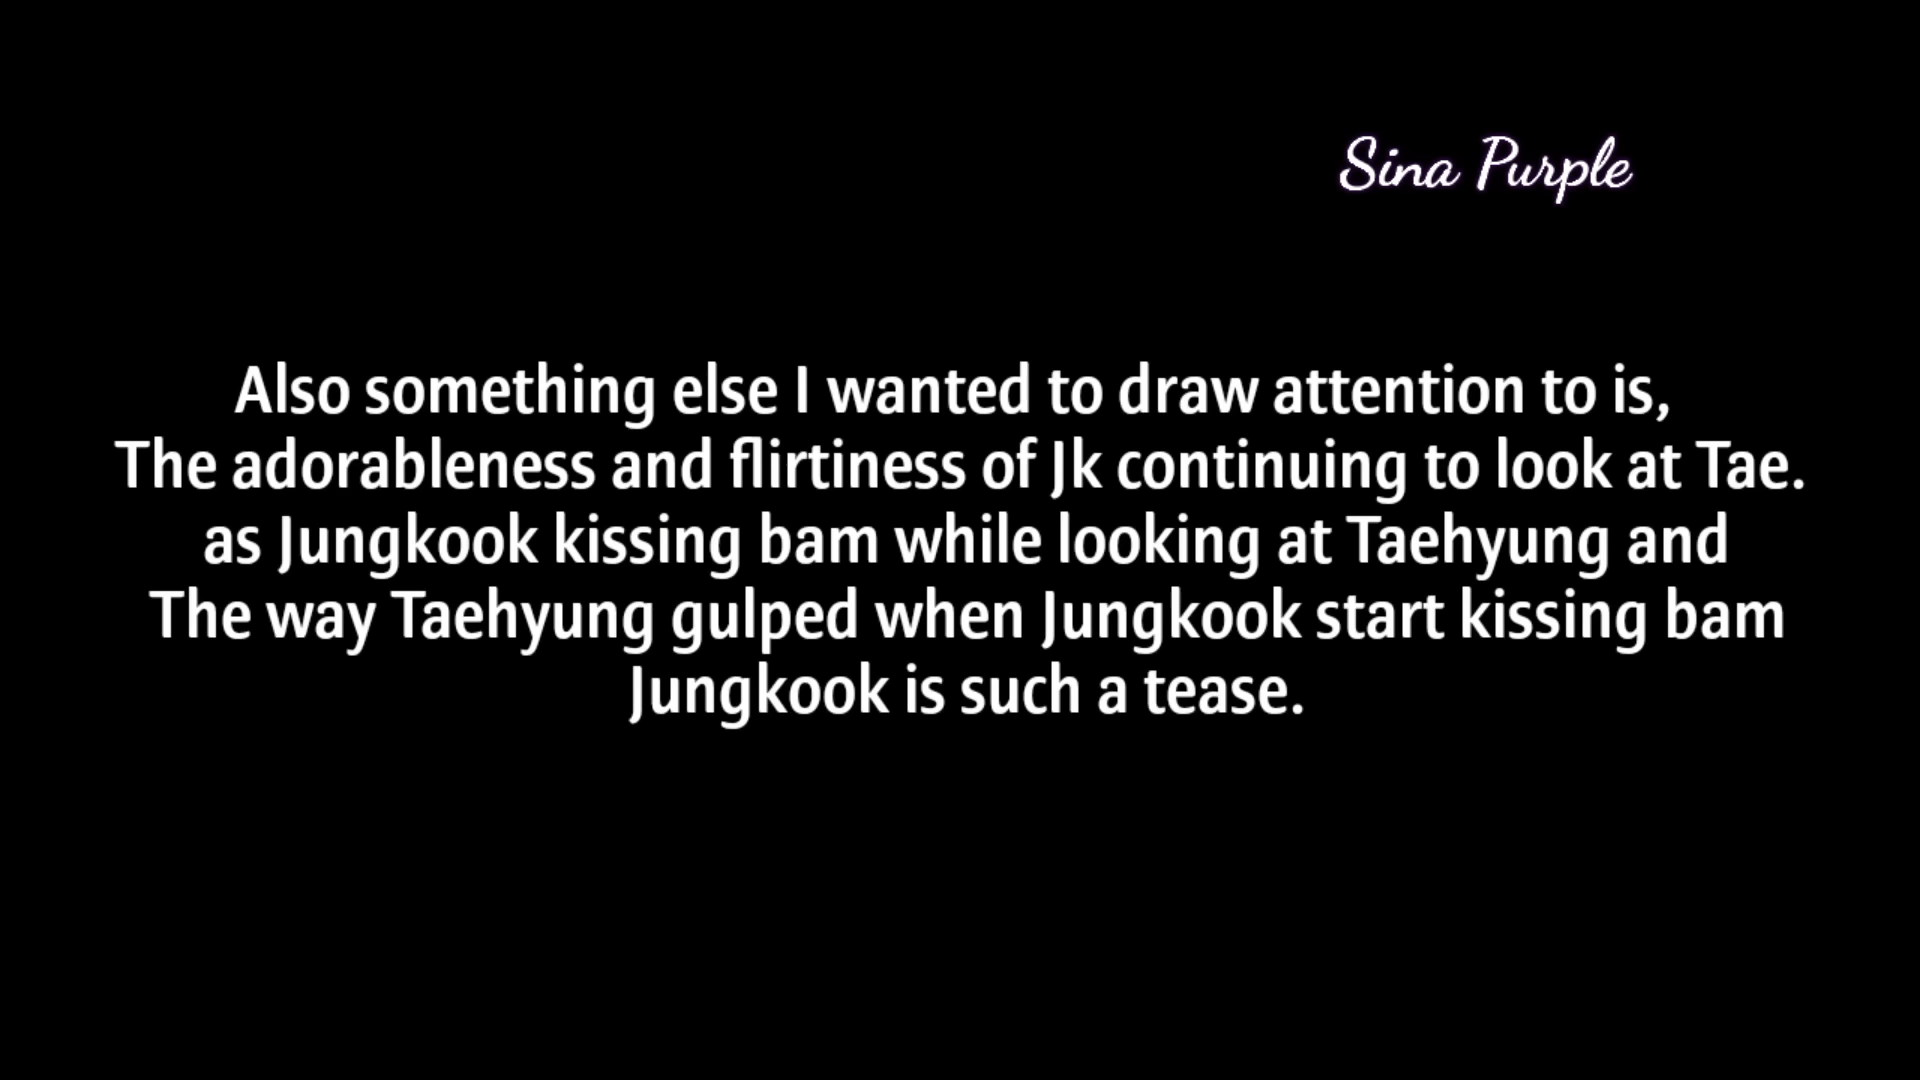 Sina Purple
Also something else I wanted to draw attention to is,
The adorableness and flirtiness of Jk continuing to look at Tae.
as Jungkook kissing bam while looking at Taehyung and
The way Taehyung gulped when Jungkook start kissing bam
Jungkook is such a tease.